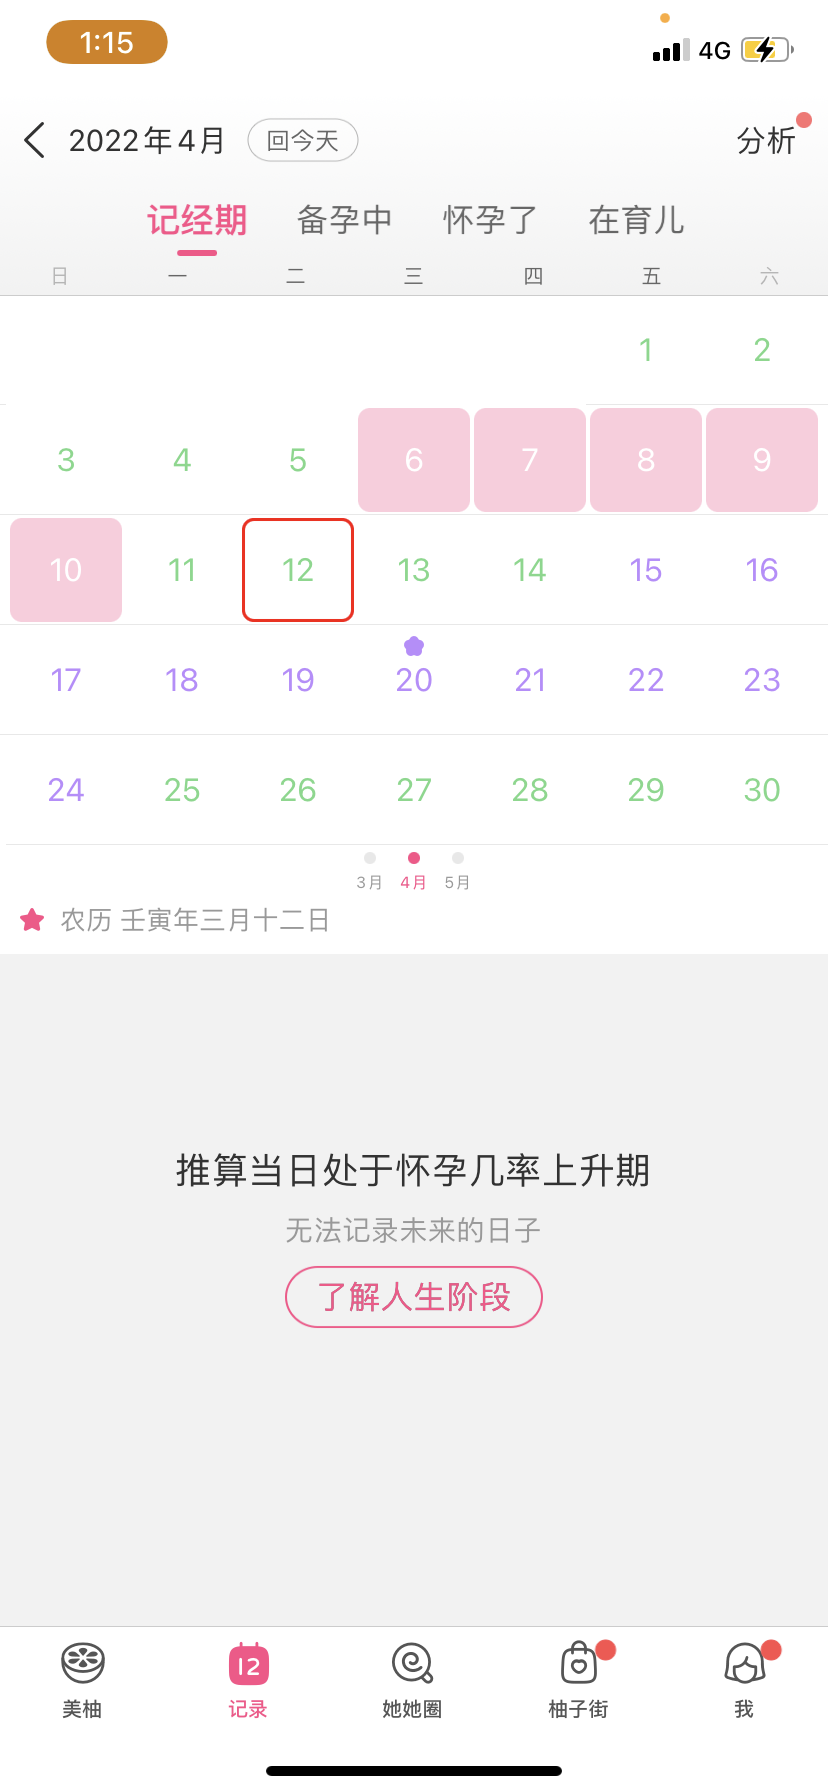 1:15
4G
2022年4月
回今天
分析
记经期 备孕中 怀孕了 在育儿
日 一 二 三 四 五 六
1 2
3 4 5 6 7 8 9
10 11 12 13 14 15 16
17 18 19 20 21 22 23
24 25 26 27 28 29 30
3月 4月 5月
农历 壬寅年三月十二日
推算当日处于怀孕几率上升期
无法记录未来的日子
了解人生阶段
12
美柚 记录 她她圈 柚子街 我